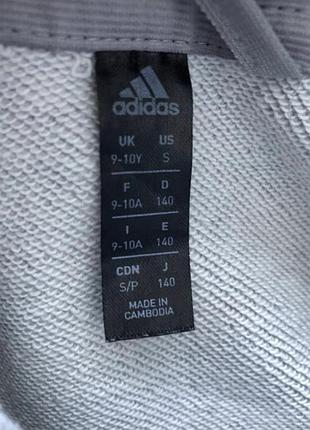 adidas
UK US
9-10Y S
F D
9-10A 140
I E
9-10A 140
CDN J
S/P 140
MADE IN
CAMBODIA